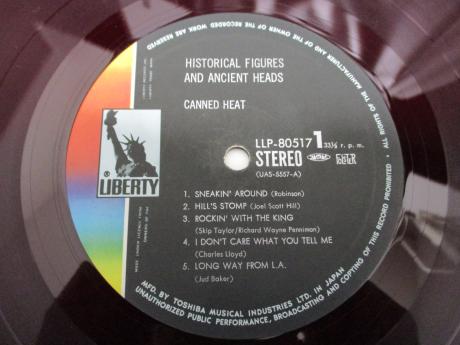 ALL RIGHTS OF THE MANUFACTURER AND OF THE OWNER OF THE RECORDED WORK ARE RESERVED
HISTORICAL FIGURES
AND ANCIENT HEADS
CANNED HEAT
LLP-80517 1 33⅓ r. p. m.
STEREO
(UAS-5557-A)
® LIBERTY
1. SNEAKIN' AROUND (Robinson)
2. HILL'S STOMP (Joel Scott Hill)
3. ROCKIN' WITH THE KING
(Skip Taylor/Richard Wayne Penniman)
4. I DON'T CARE WHAT YOU TELL ME
(Charles Lloyd)
5. LONG WAY FROM L.A.
(Jud Baker)
MFD. BY TOSHIBA MUSICAL INDUSTRIES LTD. IN JAPAN
UNAUTHORIZED PUBLIC PERFORMANCE, BROADCASTING AND COPYING OF THIS RECORD PROHIBITED